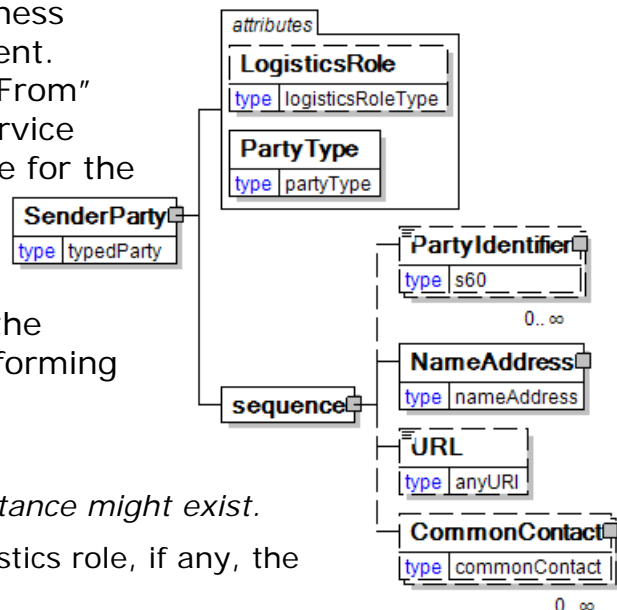 ness
ent.
From"
rvice
e for the
the
forming
tance might exist.
stics role, if any, the
attributes
LogisticsRole
type logisticsRoleType
PartyType
type partyType
SenderParty
type typedParty
sequence
PartyIdentifier
type s60
0..∞
NameAddress
type nameAddress
URL
type anyURI
CommonContact
type commonContact
0..∞